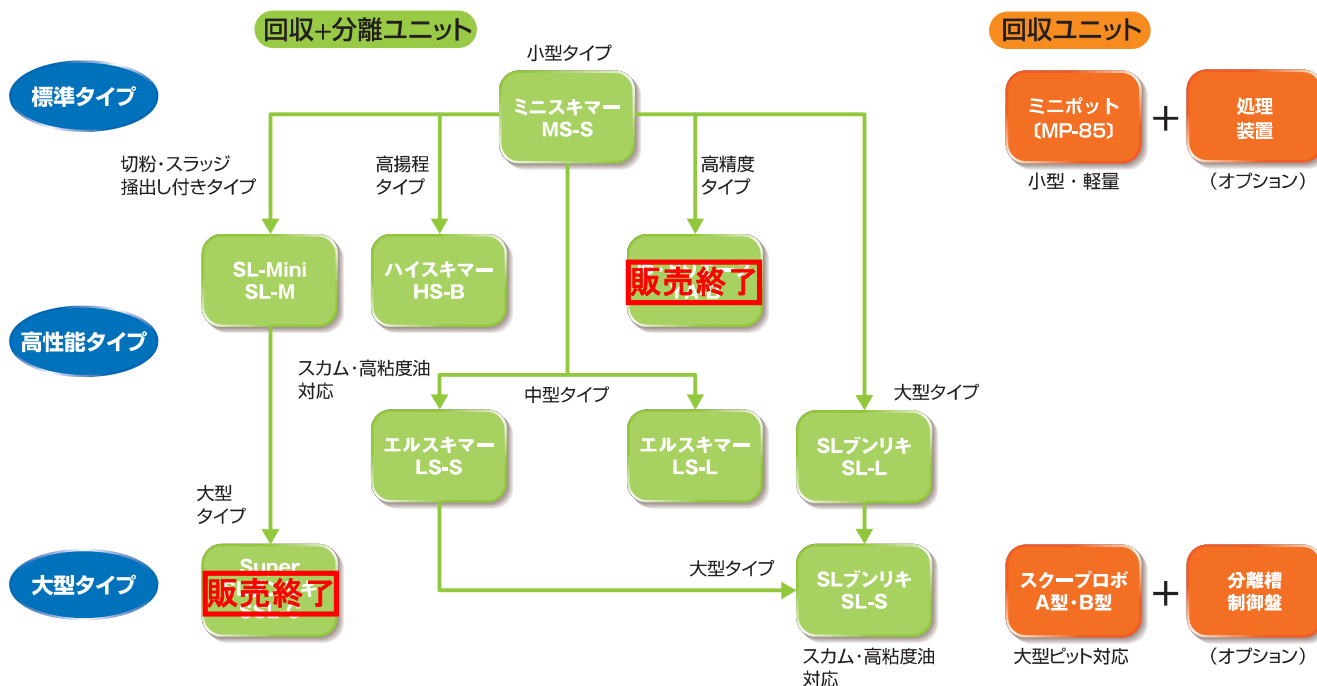 回収+分離ユニット
回収ユニット
標準タイプ
小型タイプ
ミニスキマー
MS-S
ミニポット
〔MP-85〕
小型・軽量
+
処理
装置
(オプション)
切粉・スラッジ
掻出し付きタイプ
高揚程
タイプ
高精度
タイプ
SL-Mini
SL-M
ハイスキマー
HS-B
販売終了
高性能タイプ
スカム・高粘度油
対応
中型タイプ
大型タイプ
エルスキマー
LS-S
エルスキマー
LS-L
SLブンリキ
SL-L
大型
タイプ
大型タイプ
Super
販売終了
大型タイプ
SLブンリキ
SL-S
スカム・高粘度油
対応
スクープロボ
A型・B型
大型ピット対応
+
分離槽
制御盤
(オプション)